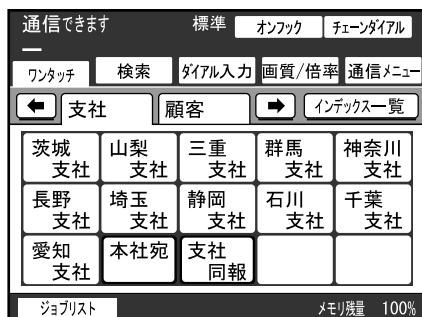 通信できます 標準 オンフック チェーンダイアル
ワンタッチ 検索 ダイアル入力 画質/倍率 通信メニュー
支社 顧客 インデックス一覧
茨城 山梨 三重 群馬 神奈川
支社 支社 支社 支社 支社
長野 埼玉 静岡 石川 千葉
支社 支社 支社 支社 支社
愛知 本社宛 支社
支社 同報
ジョブリスト メモリ残量 100%